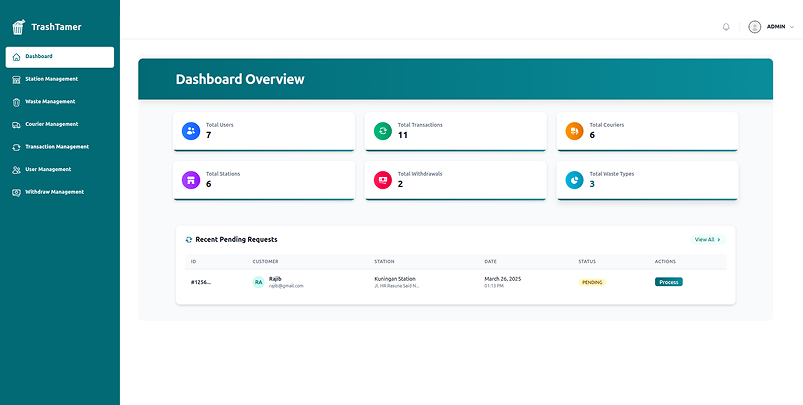 TrashTamer
ADMIN
Dashboard
Station Management
Waste Management
Courier Management
Transaction Management
User Management
Withdraw Management
Dashboard Overview
Total Users
7
Total Transactions
11
Total Couriers
6
Total Stations
6
Total Withdrawals
2
Total Waste Types
3
Recent Pending Requests
View All
ID CUSTOMER STATION DATE STATUS ACTIONS
#1256... RA Rajib Kuningan Station March 26, 2025 PENDING Process
rajib@gmail.com Jl. HR Rasuna Said N... 01:13 PM